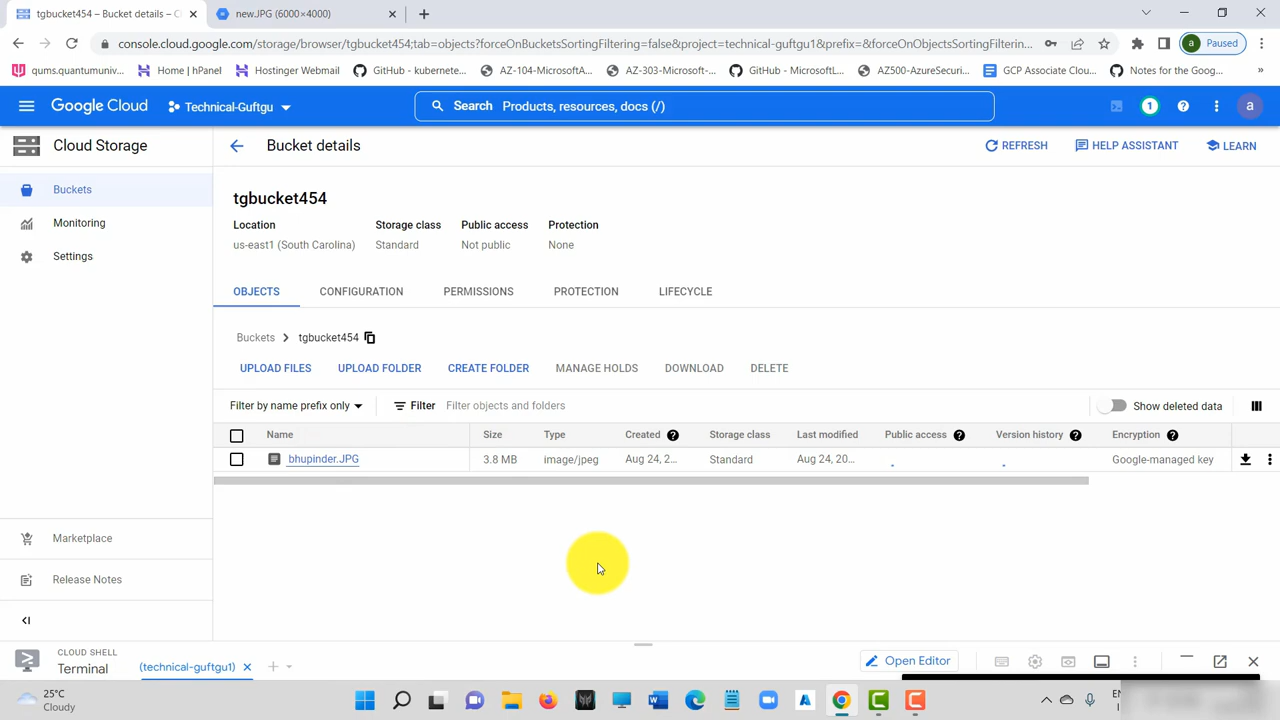 tgbucket454 – Bucket details – C
new.JPG (6000×4000)
console.cloud.google.com/storage/browser/tgbucket454;tab=objects?forceOnBucketsSortingFiltering=false&project=technical-guftgu1&prefix=&forceOnObjectsSortingFilterin...
a Paused
qums.quantumuniv...
Home | hPanel
Hostinger Webmail
GitHub - kubernete...
AZ-104-MicrosoftA...
AZ-303-Microsoft-...
GitHub - MicrosoftL...
AZ500-AzureSecuri...
GCP Associate Clou...
Notes for the Goog...
»
Google Cloud
Technical-Guftgu
Search Products, resources, docs (/)
1
a
Cloud Storage
Bucket details
REFRESH
HELP ASSISTANT
LEARN
Buckets
Monitoring
Settings
tgbucket454
Location Storage class Public access Protection
us-east1 (South Carolina) Standard Not public None
OBJECTS CONFIGURATION PERMISSIONS PROTECTION LIFECYCLE
Buckets > tgbucket454
UPLOAD FILES UPLOAD FOLDER CREATE FOLDER MANAGE HOLDS DOWNLOAD DELETE
Filter by name prefix only Filter Filter objects and folders Show deleted data
Name Size Type Created Storage class Last modified Public access Version history Encryption
bhupinder.JPG 3.8 MB image/jpeg Aug 24, 2... Standard Aug 24, 20... Google-managed key
Marketplace
Release Notes
CLOUD SHELL
Terminal
(technical-guftgu1)
Open Editor
25°C
Cloudy